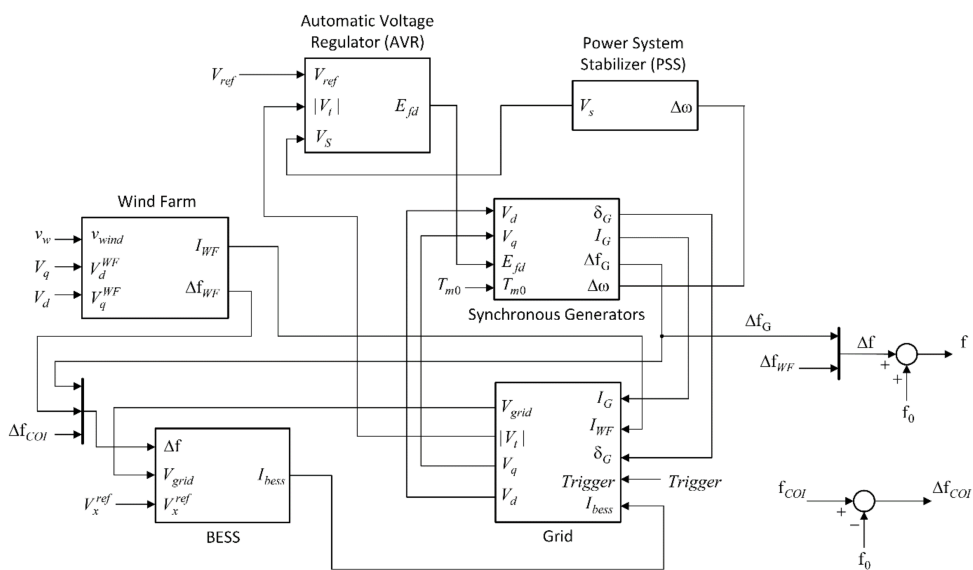 Automatic Voltage
Regulator (AVR)
V_ref
V_ref
|V_t|
V_S
E_fd
Power System
Stabilizer (PSS)
V_s
Δω
Wind Farm
v_w
V_q
V_d
v_wind
V_d^WF
V_q^WF
I_WF
Δf_WF
V_d
V_q
E_fd
T_m0
T_m0
δ_G
I_G
Δf_G
Δω
Synchronous Generators
Δf_G
Δf_WF
Δf
+
+
f_0
f
Δf_COI
Δf
V_grid
V_x^ref
V_x^ref
I_bess
BESS
V_grid
|V_t|
V_q
V_d
I_G
I_WF
δ_G
Trigger
Trigger
I_bess
Grid
f_COI
+
−
f_0
Δf_COI